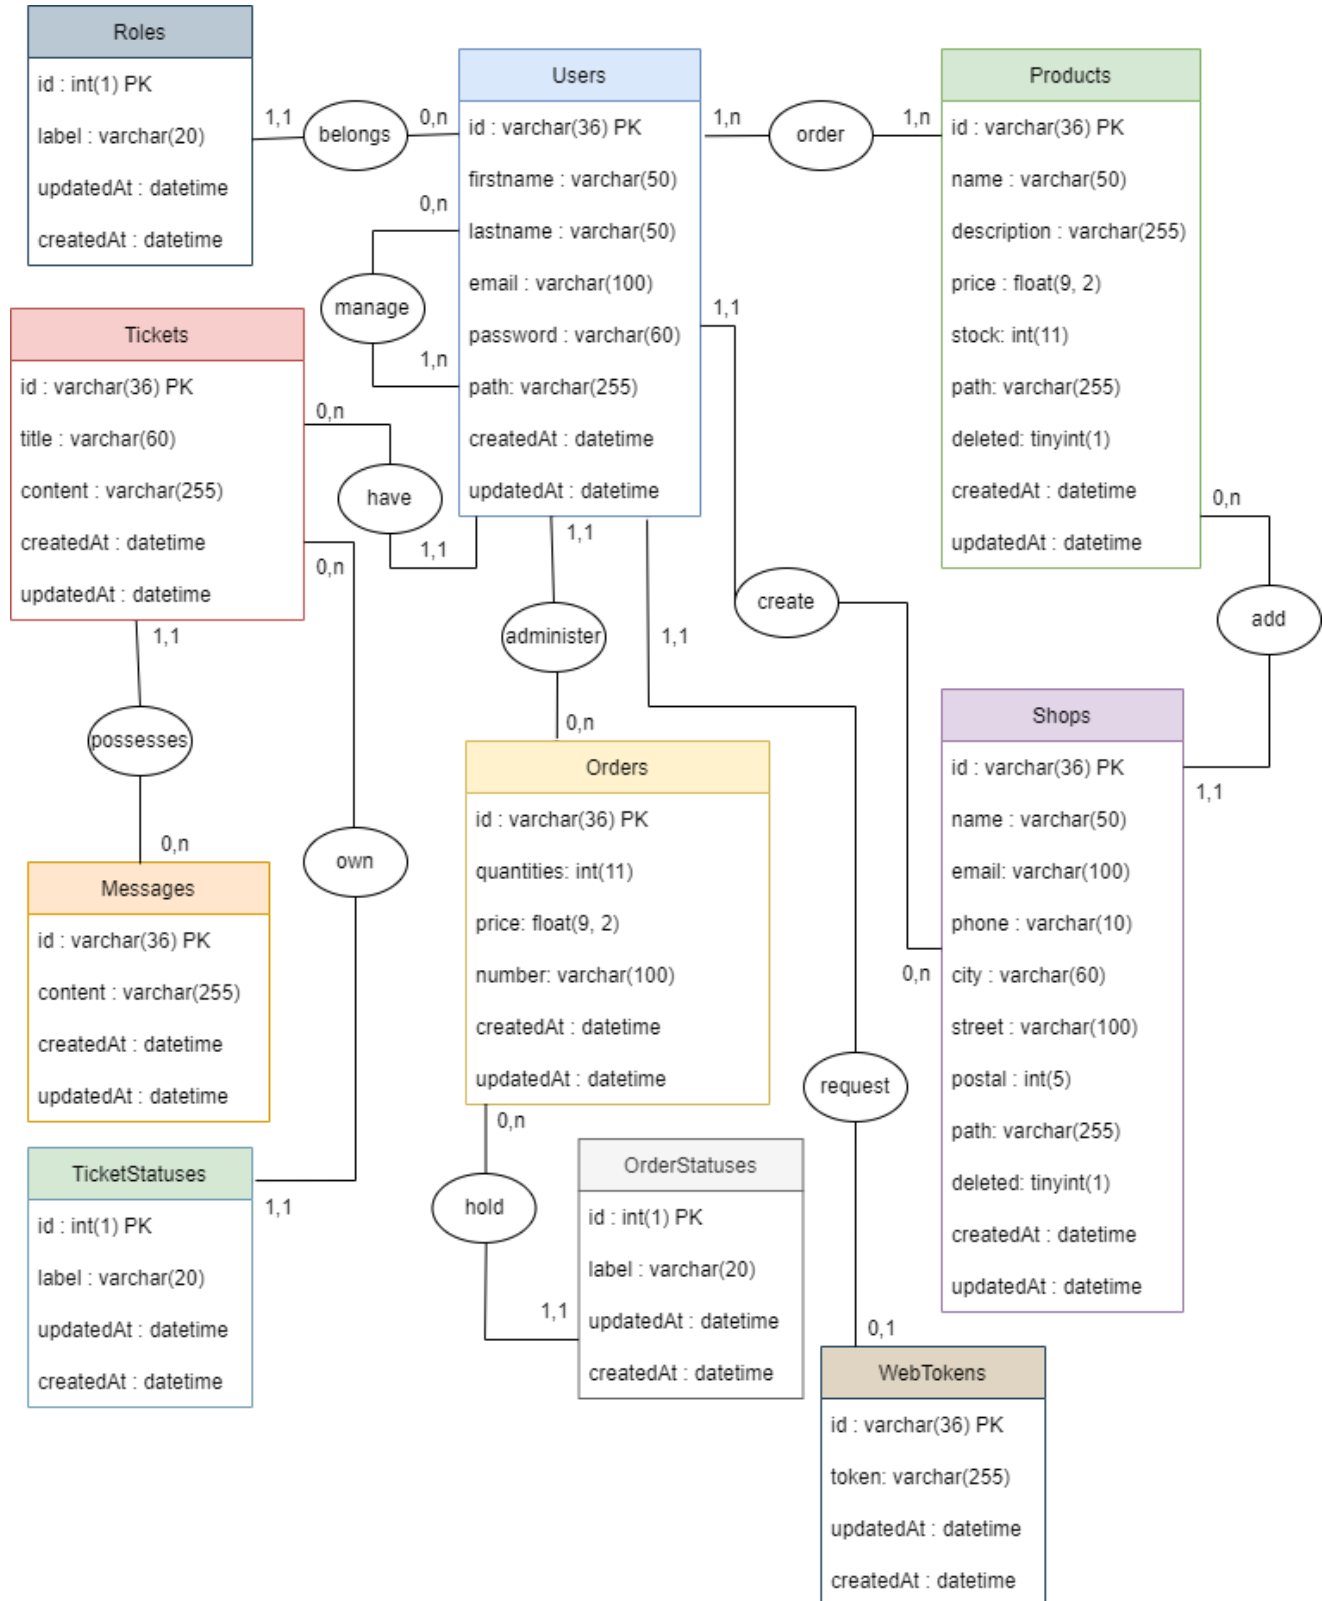 Roles
id : int(1) PK
label : varchar(20)
updatedAt : datetime
createdAt : datetime
1,1
belongs
0,n
Users
id : varchar(36) PK
firstname : varchar(50)
lastname : varchar(50)
email : varchar(100)
password : varchar(60)
path: varchar(255)
createdAt : datetime
updatedAt : datetime
1,n
order
1,n
Products
id : varchar(36) PK
name : varchar(50)
description : varchar(255)
price : float(9, 2)
stock: int(11)
path: varchar(255)
deleted: tinyint(1)
createdAt : datetime
updatedAt : datetime
0,n
manage
1,n
Tickets
id : varchar(36) PK
title : varchar(60)
content : varchar(255)
createdAt : datetime
updatedAt : datetime
0,n
have
1,1
0,n
own
1,1
1,1
possesses
0,n
1,1
administer
0,n
1,1
create
0,n
1,1
request
0,1
0,n
add
1,1
Messages
id : varchar(36) PK
content : varchar(255)
createdAt : datetime
updatedAt : datetime
Orders
id : varchar(36) PK
quantities: int(11)
price: float(9, 2)
number: varchar(100)
createdAt : datetime
updatedAt : datetime
Shops
id : varchar(36) PK
name : varchar(50)
email: varchar(100)
phone : varchar(10)
city : varchar(60)
street : varchar(100)
postal : int(5)
path: varchar(255)
deleted: tinyint(1)
createdAt : datetime
updatedAt : datetime
TicketStatuses
id : int(1) PK
label : varchar(20)
updatedAt : datetime
createdAt : datetime
0,n
hold
1,1
OrderStatuses
id : int(1) PK
label : varchar(20)
updatedAt : datetime
createdAt : datetime
WebTokens
id : varchar(36) PK
token: varchar(255)
updatedAt : datetime
createdAt : datetime